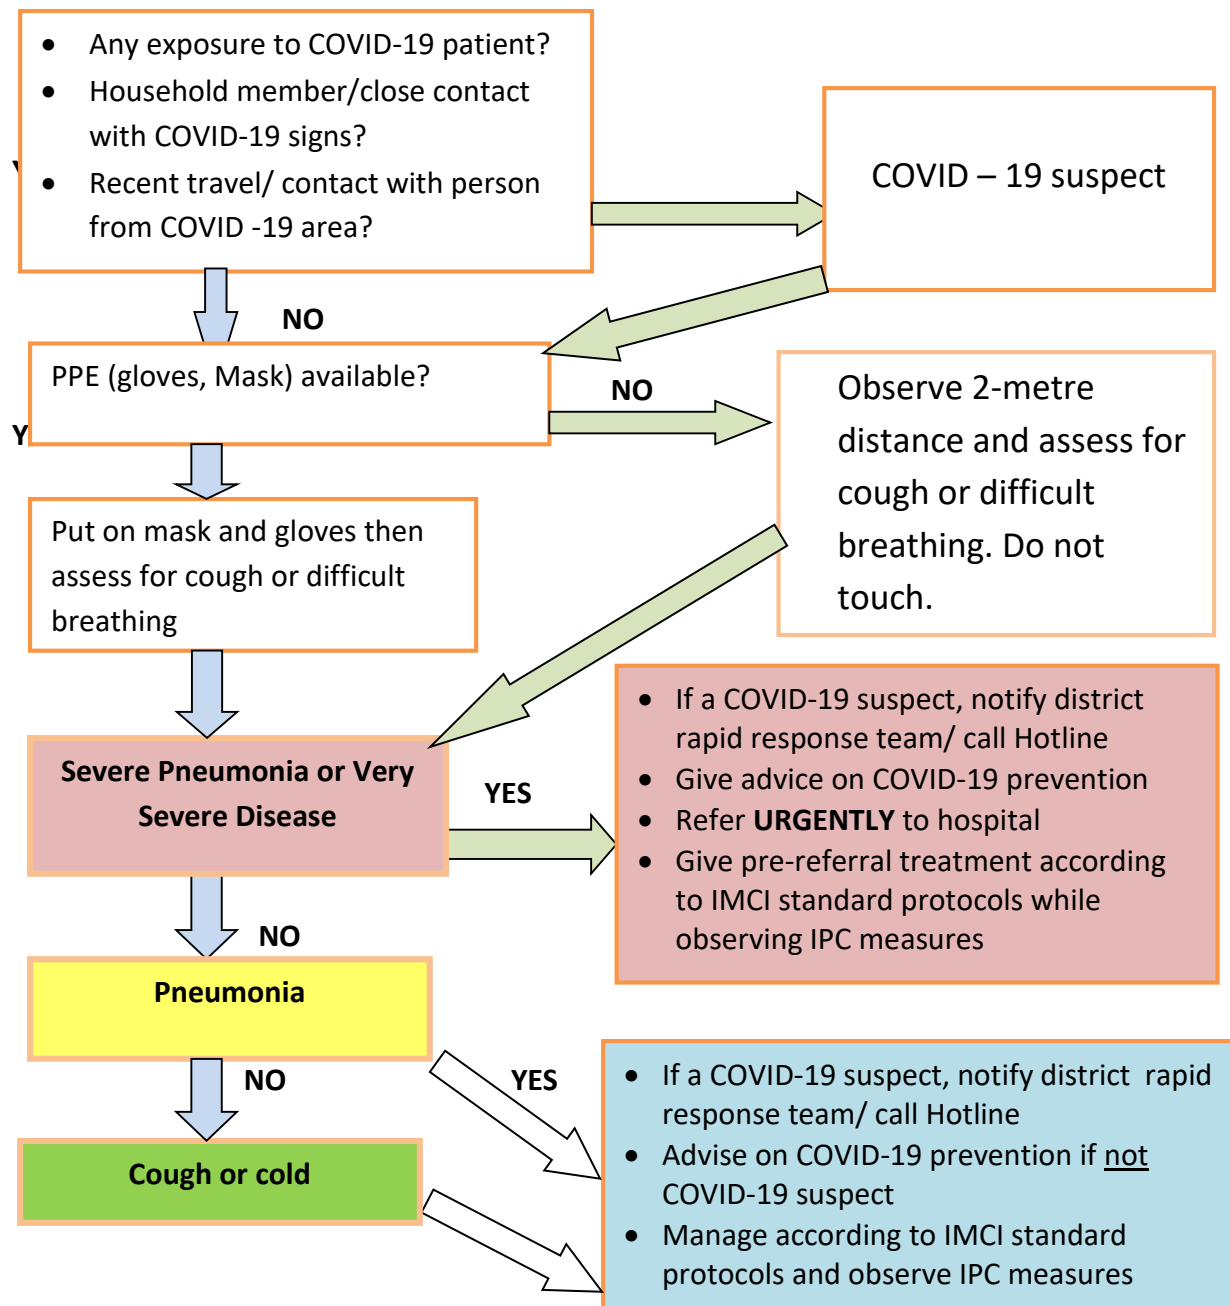 • Any exposure to COVID-19 patient?
• Household member/close contact
with COVID-19 signs?
• Recent travel/ contact with person
from COVID -19 area?
COVID – 19 suspect
NO
PPE (gloves, Mask) available?
NO
Observe 2-metre
distance and assess for
cough or difficult
breathing. Do not
touch.
Y
Put on mask and gloves then
assess for cough or difficult
breathing
Severe Pneumonia or Very
Severe Disease
YES
• If a COVID-19 suspect, notify district
rapid response team/ call Hotline
• Give advice on COVID-19 prevention
• Refer URGENTLY to hospital
• Give pre-referral treatment according
to IMCI standard protocols while
observing IPC measures
NO
Pneumonia
NO
YES
Cough or cold
• If a COVID-19 suspect, notify district rapid
response team/ call Hotline
• Advise on COVID-19 prevention if not
COVID-19 suspect
• Manage according to IMCI standard
protocols and observe IPC measures